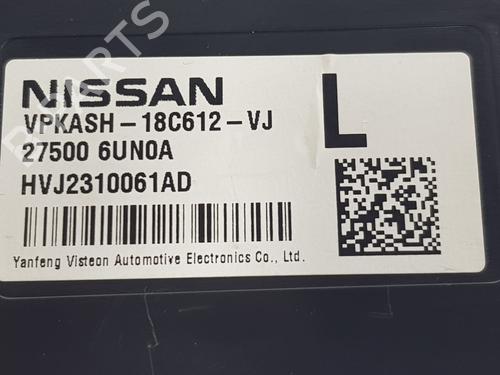 NISSAN
VPKASH-18C612-VJ
L
27500 6UN0A
HVJ2310061AD
Yanfeng Visteon Automotive Electronics Co., Ltd.